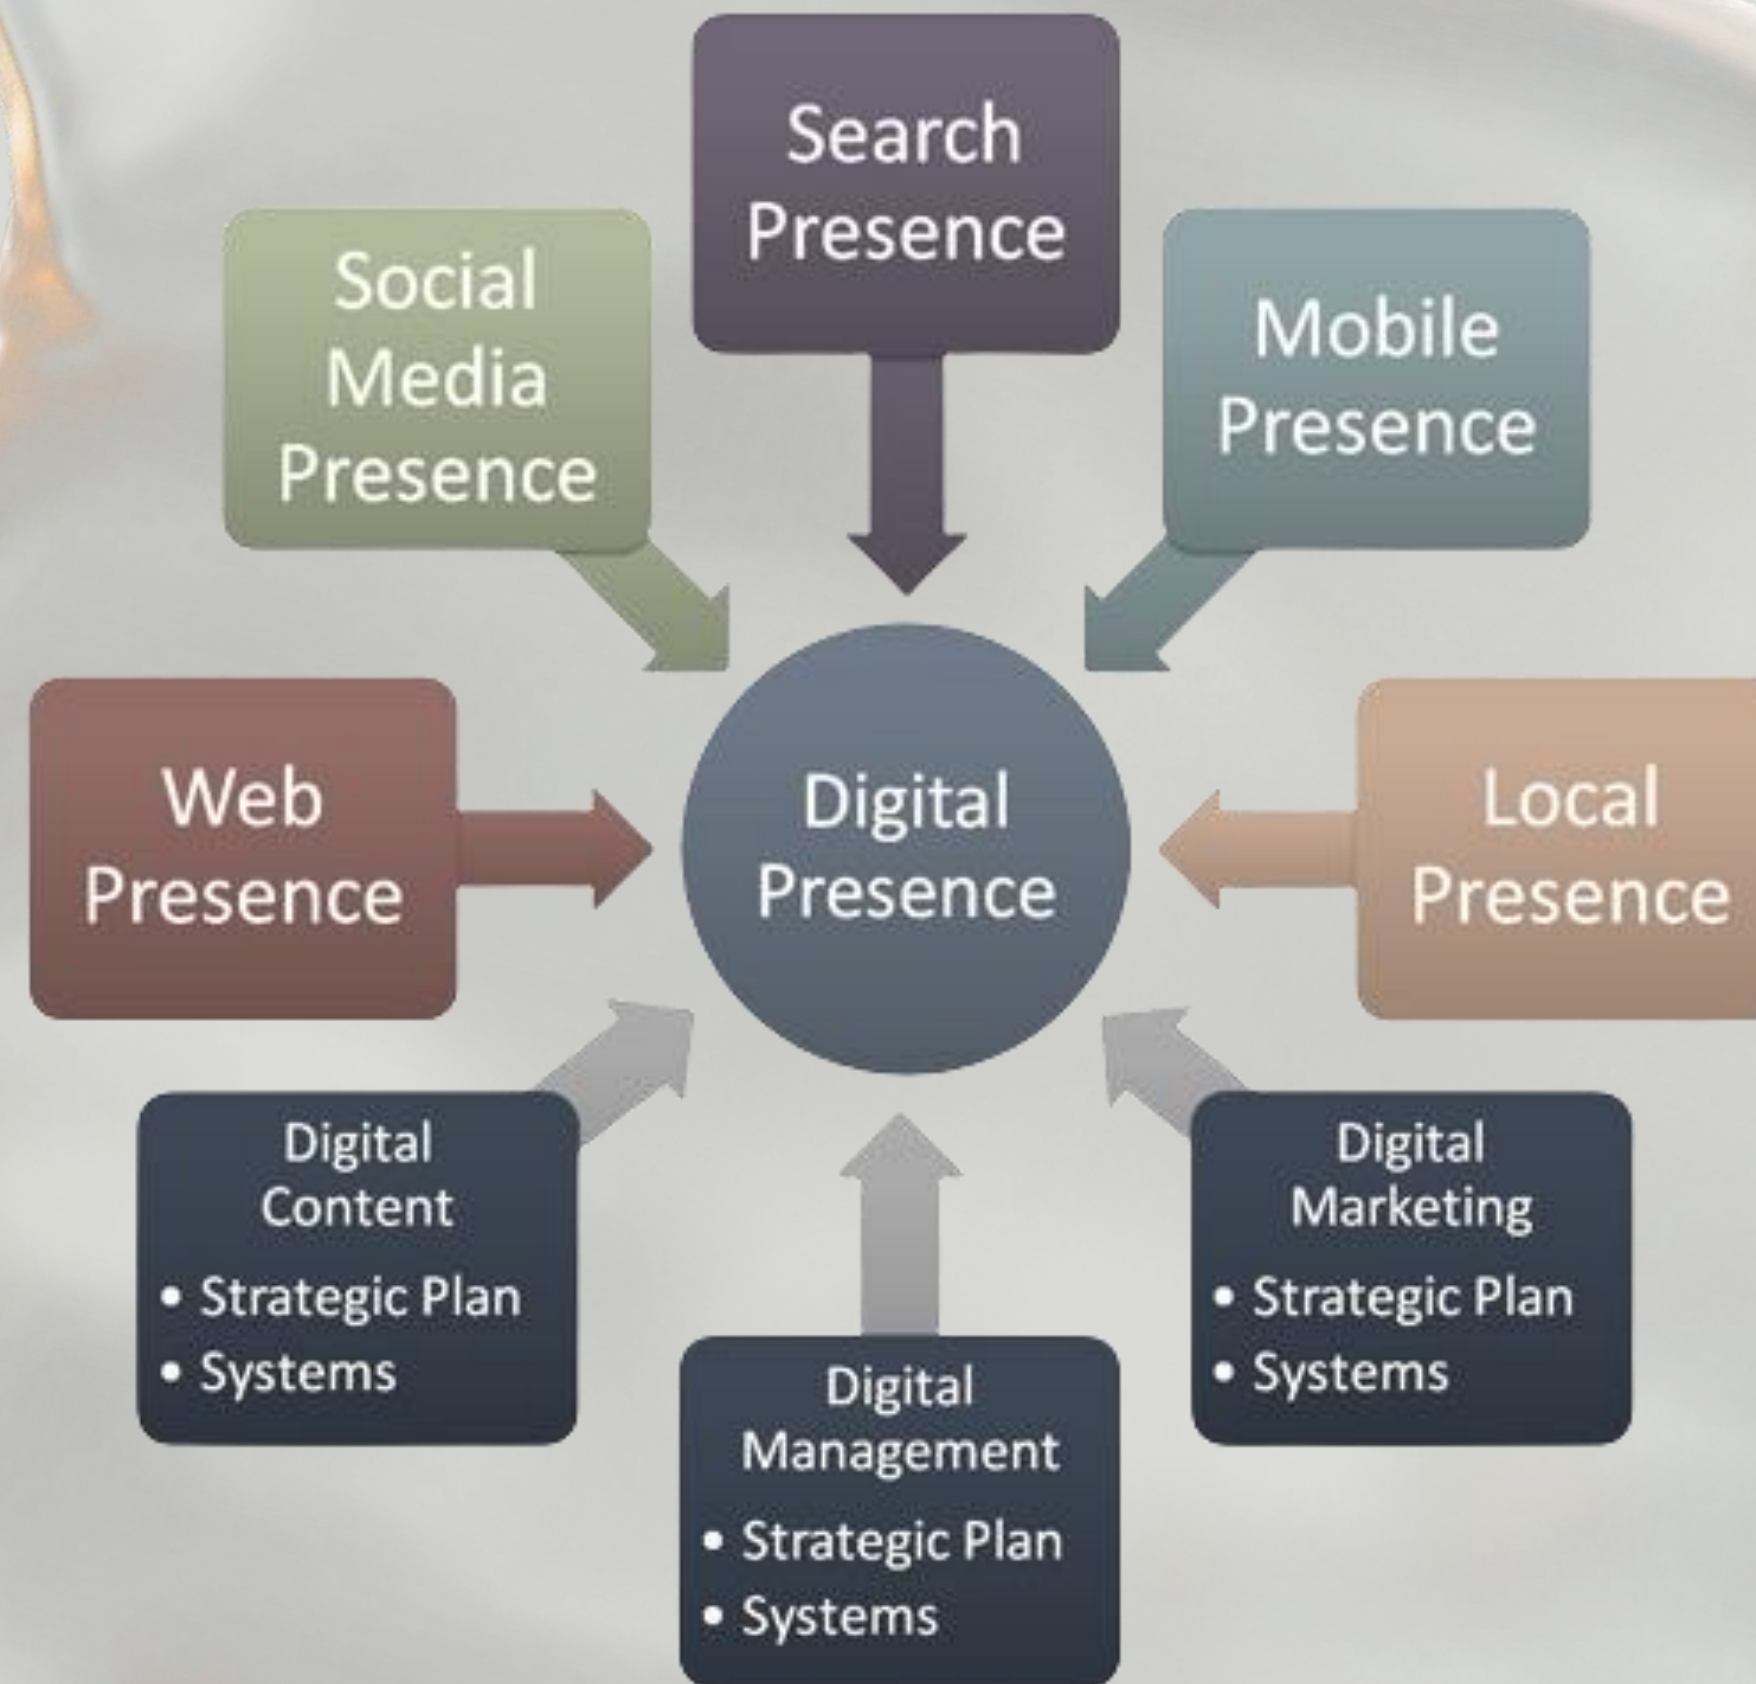 Search
Presence
Social
Media
Presence
Mobile
Presence
Web
Presence
Digital
Presence
Local
Presence
Digital
Content
• Strategic Plan
• Systems
Digital
Management
• Strategic Plan
• Systems
Digital
Marketing
• Strategic Plan
• Systems